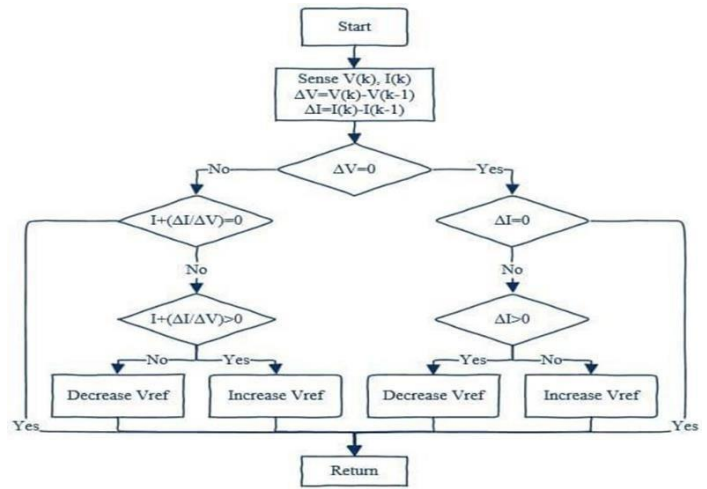 Start
Sense V(k), I(k)
ΔV=V(k)-V(k-1)
ΔI=I(k)-I(k-1)
ΔV=0
No
Yes
I+(ΔI/ΔV)=0
ΔI=0
No
No
I+(ΔI/ΔV)>0
ΔI>0
No
Yes
Yes
No
Decrease Vref
Increase Vref
Decrease Vref
Increase Vref
Yes
Yes
Return